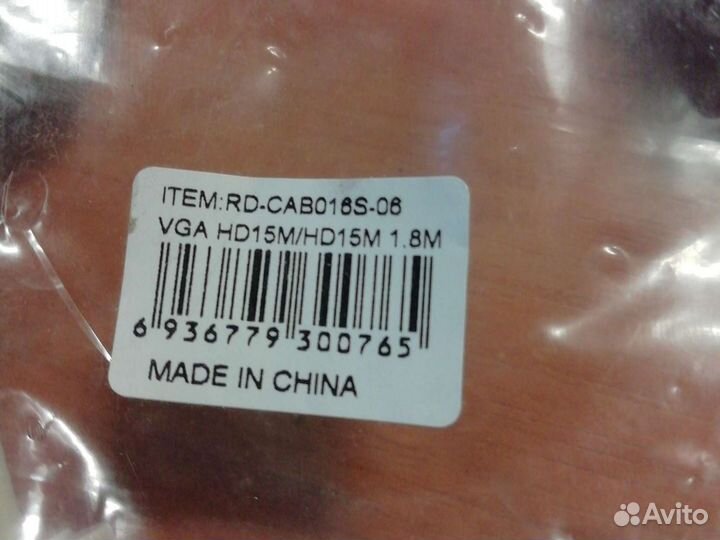 ITEM:RD-CAB016S-06
VGA HD15M/HD15M 1.8M
6 936779 300765
MADE IN CHINA
Avito